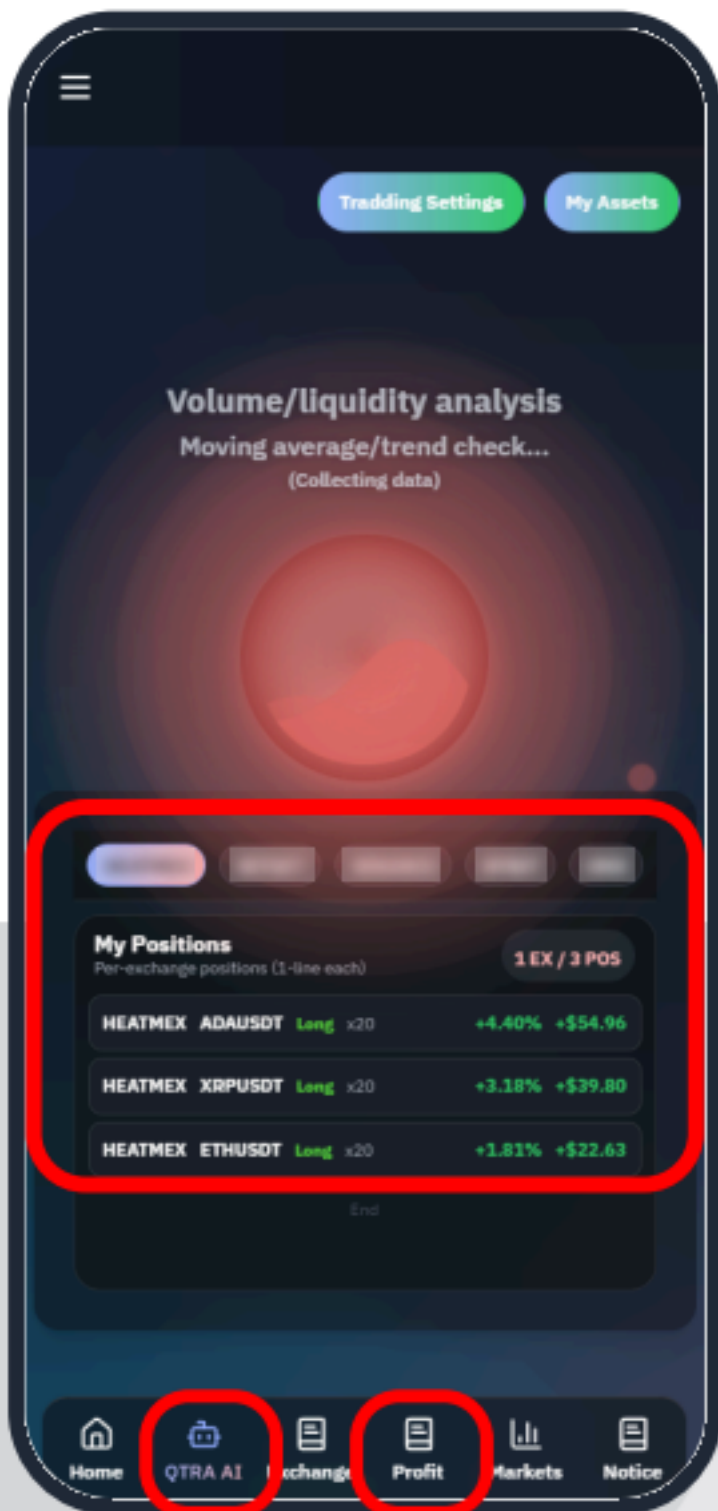 Tradding Settings My Assets
Volume/liquidity analysis
Moving average/trend check...
(Collecting data)
My Positions
Per-exchange positions (1-line each)
1 EX / 3 POS
HEATMEX ADAUSDT Long x20 +4.40% +$54.96
HEATMEX XRPUSDT Long x20 +3.18% +$39.80
HEATMEX ETHUSDT Long x20 +1.81% +$22.63
End
Home QTRA AI xchange Profit Markets Notice